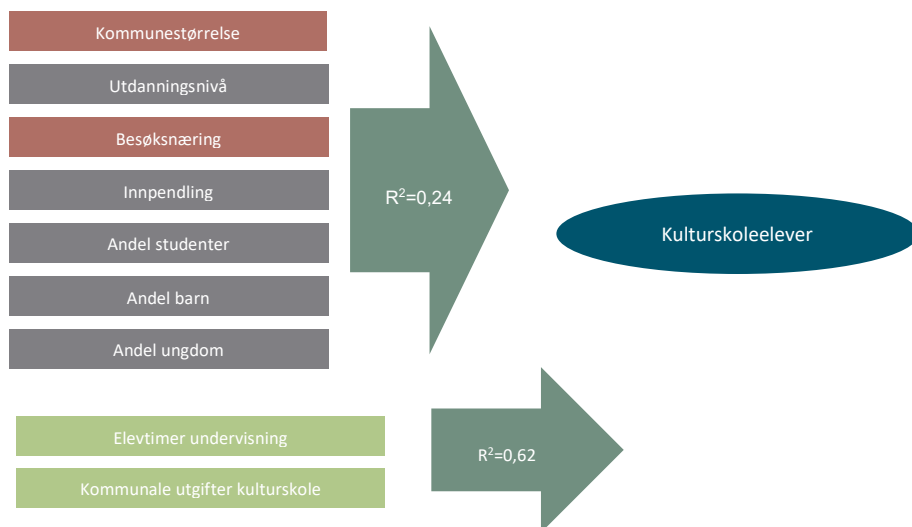 Kommunestørrelse
Utdanningsnivå
Besøksnæring
Innpendling
Andel studenter
Andel barn
Andel ungdom
R²=0,24
Kulturskoleelever
Elevtimer undervisning
Kommunale utgifter kulturskole
R²=0,62